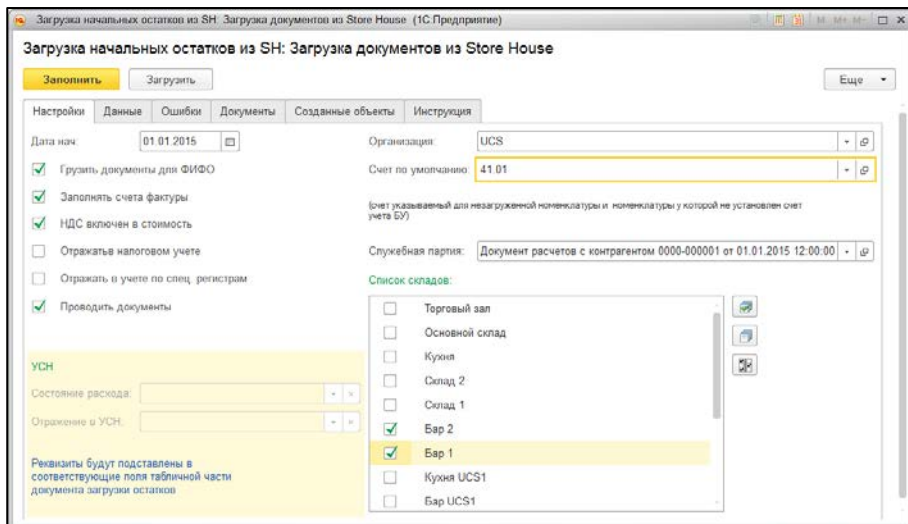 Загрузка начальных остатков из SH: Загрузка документов из Store House (1С:Предприятие)
M M+ M-
Загрузка начальных остатков из SH: Загрузка документов из Store House
Заполнить Загрузить Еще
Настройки Данные Ошибки Документы Созданные объекты Инструкция
Дата нач: 01.01.2015 Организация: UCS
Грузить документы для ФИФО Счет по умолчанию: 41.01
Заполнять счета фактуры
(счет указываемый для незагруженной номенклатуры и номенклатуры у которой не установлен счет
учета БУ)
НДС включен в стоимость
Отражатьв налоговом учете Служебная партия: Документ расчетов с контрагентом 0000-000001 от 01.01.2015 12:00:00
Отражать в учете по спец. регистрам Список складов:
Проводить документы Торговый зал
Основной склад
Кухня
УСН
Склад 2
Состояние расхода:
Склад 1
Отражение в УСН:
Бар 2
Бар 1
Реквизиты будут подставлены в
соответствующие поля табличной части
документа загрузки остатков
Кухня UCS1
Бар UCS1